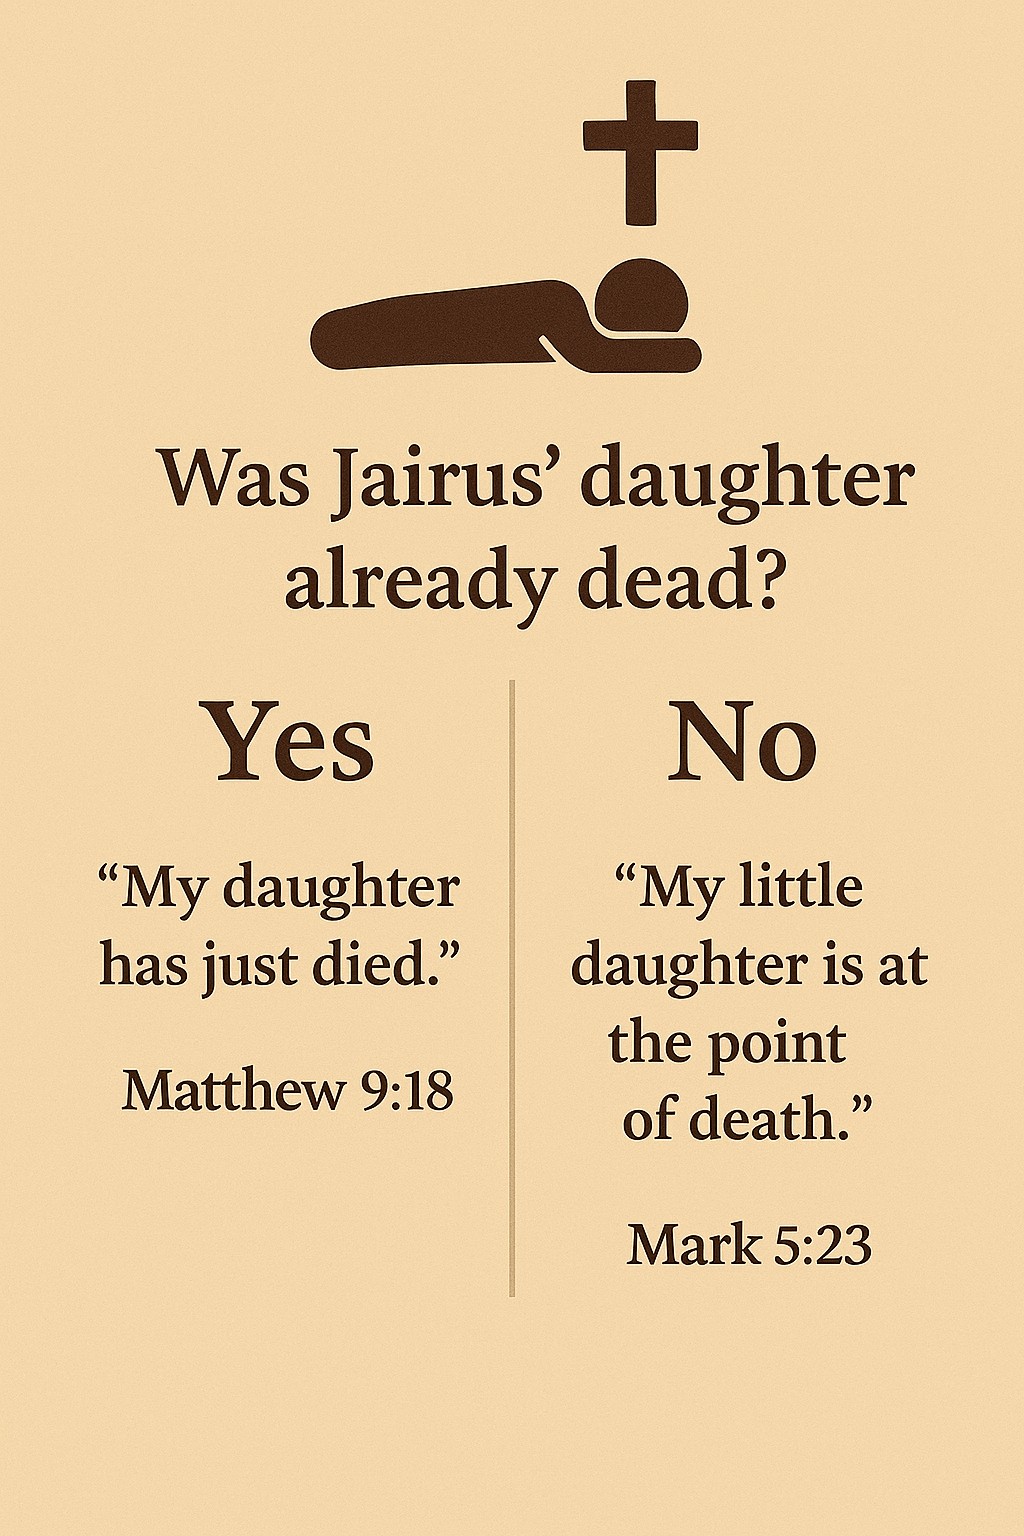 Was Jairus’ daughter
already dead?
Yes
“My daughter
has just died.”
Matthew 9:18
No
“My little
daughter is at
the point
of death.”
Mark 5:23